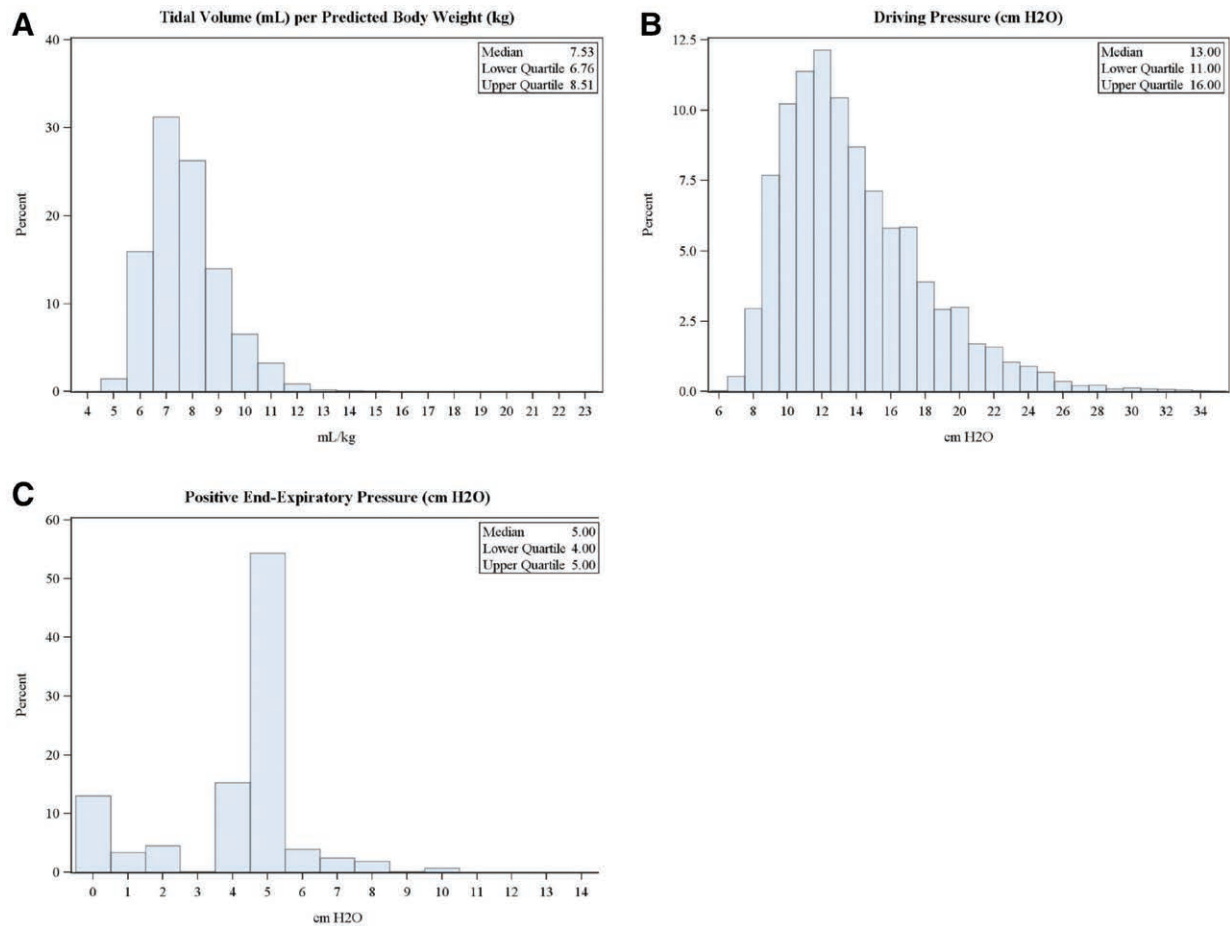 A
Tidal Volume (mL) per Predicted Body Weight (kg)
Median 7.53
Lower Quartile 6.76
Upper Quartile 8.51
40
30
20
10
0
Percent
4 5 6 7 8 9 10 11 12 13 14 15 16 17 18 19 20 21 22 23
mL/kg
B
Driving Pressure (cm H2O)
Median 13.00
Lower Quartile 11.00
Upper Quartile 16.00
12.5
10.0
7.5
5.0
2.5
0.0
Percent
6 8 10 12 14 16 18 20 22 24 26 28 30 32 34
cm H2O
C
Positive End-Expiratory Pressure (cm H2O)
Median 5.00
Lower Quartile 4.00
Upper Quartile 5.00
60
50
40
30
20
10
0
Percent
0 1 2 3 4 5 6 7 8 9 10 11 12 13 14
cm H2O